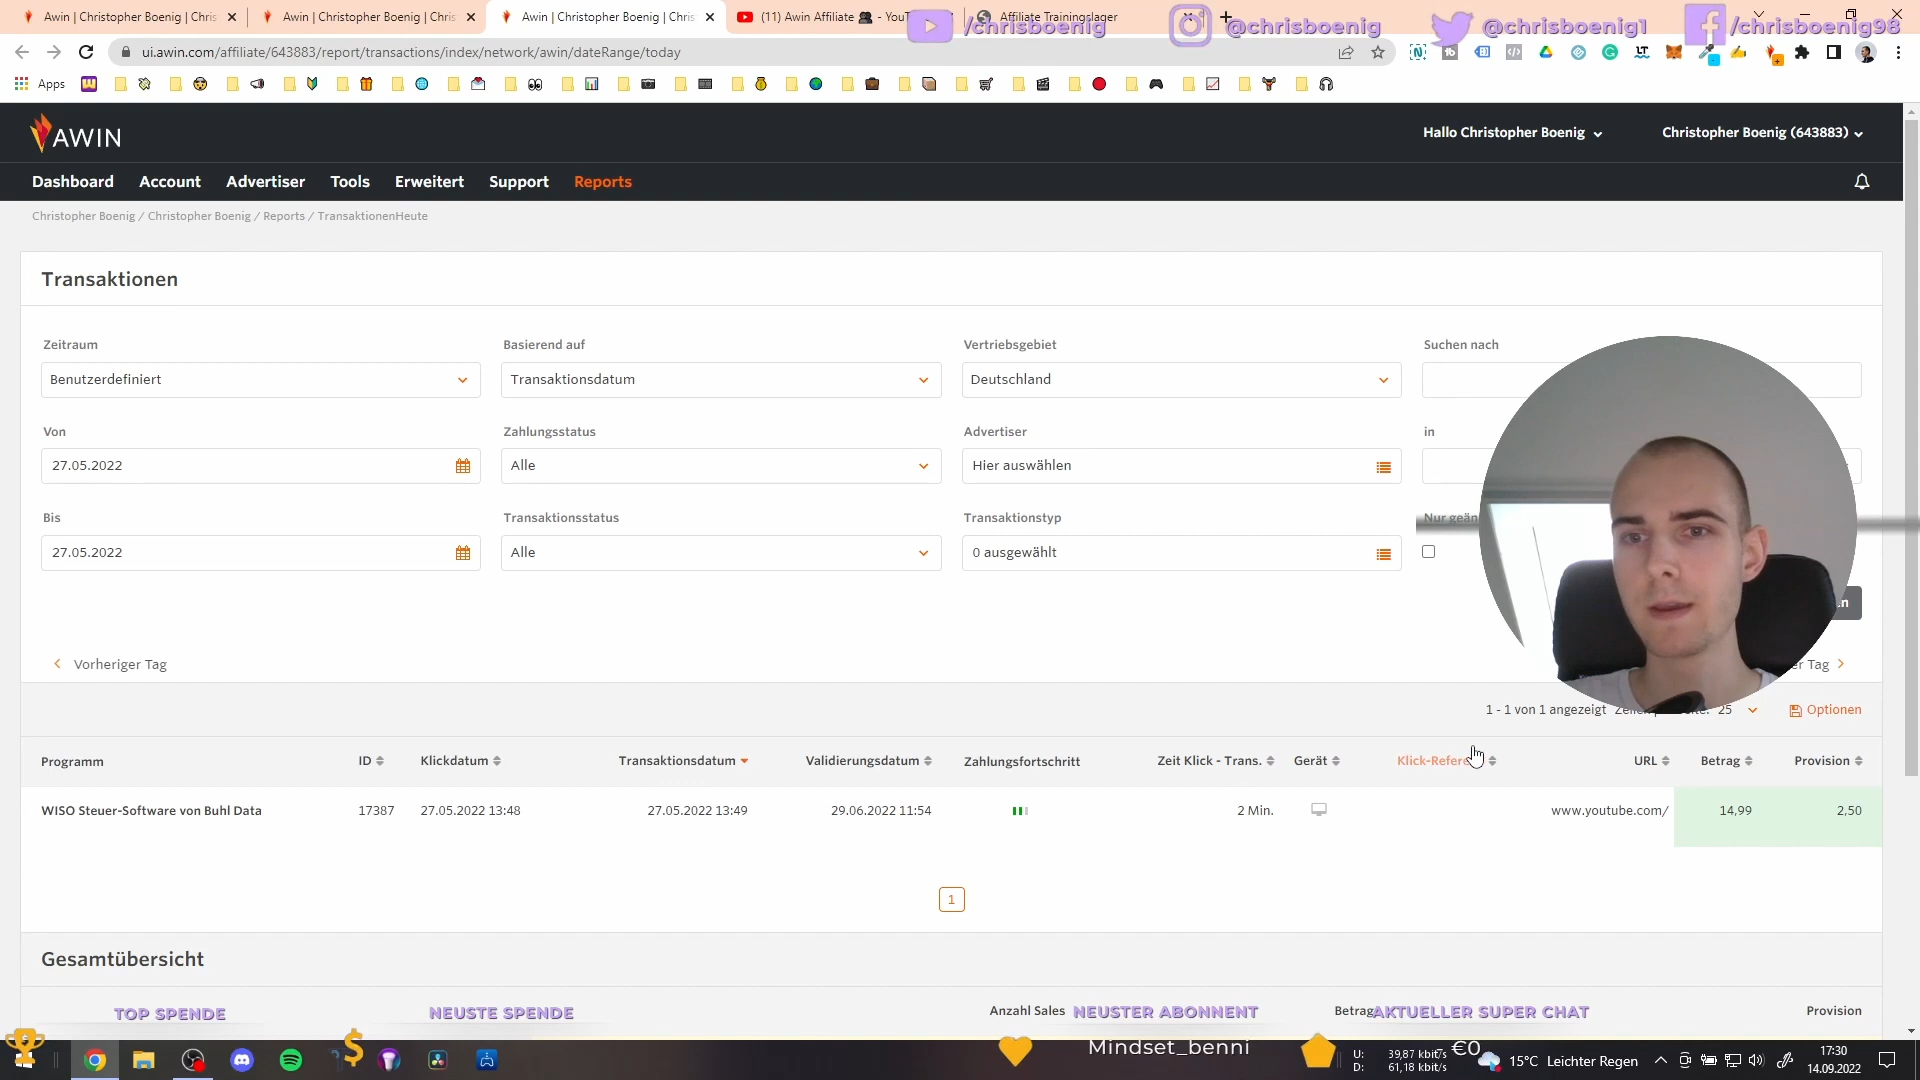 Awin | Christopher Boenig | Chris
Awin | Christopher Boenig | Chris
Awin | Christopher Boenig | Chris
(11) Awin Affiliate - YouT
Affiliate Trainingslager
/chrisboenig
@chrisboenig
@chrisboenig1
/chrisboenig98
ui.awin.com/affiliate/643883/report/transactions/index/network/awin/dateRange/today
Apps
AWIN
Hallo Christopher Boenig
Christopher Boenig (643883)
Dashboard
Account
Advertiser
Tools
Erweitert
Support
Reports
Christopher Boenig / Christopher Boenig / Reports / TransaktionenHeute
Transaktionen
Zeitraum
Basierend auf
Vertriebsgebiet
Suchen nach
Benutzerdefiniert
Transaktionsdatum
Deutschland
Von
Zahlungsstatus
Advertiser
in
27.05.2022
Alle
Hier auswählen
Bis
Transaktionsstatus
Transaktionstyp
Nur geän
27.05.2022
Alle
0 ausgewählt
Vorheriger Tag
er Tag
1 - 1 von 1 angezeigt
25
Optionen
Programm
ID
Klickdatum
Transaktionsdatum
Validierungsdatum
Zahlungsfortschritt
Zeit Klick - Trans.
Gerät
Klick-Refere
URL
Betrag
Provision
WISO Steuer-Software von Buhl Data
17387
27.05.2022 13:48
27.05.2022 13:49
29.06.2022 11:54
2 Min.
www.youtube.com/
14,99
2,50
1
Gesamtübersicht
TOP SPENDE
NEUSTE SPENDE
Anzahl Sales
NEUSTER ABONNENT
Betrag
AKTUELLER SUPER CHAT
Provision
Mindset_benni
U: 39,87 kbit/s
D: 61,18 kbit/s
€0
15°C Leichter Regen
17:30
14.09.2022